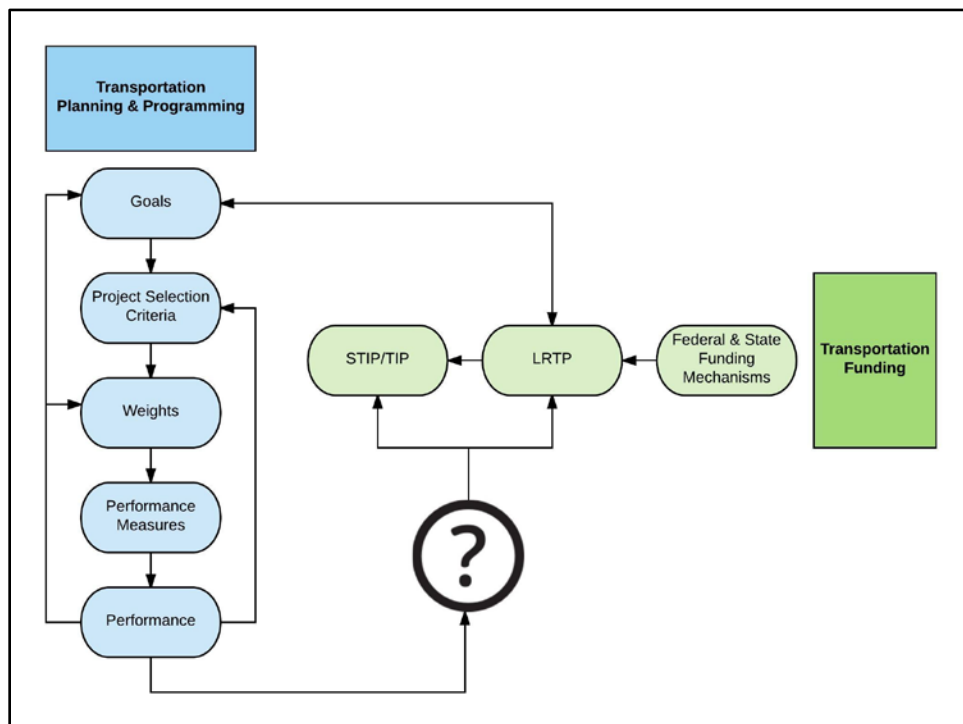 Transportation
Planning & Programming
Goals
Project Selection
Criteria
Weights
Performance
Measures
Performance
STIP/TIP
LRTP
Federal & State
Funding
Mechanisms
Transportation
Funding
?